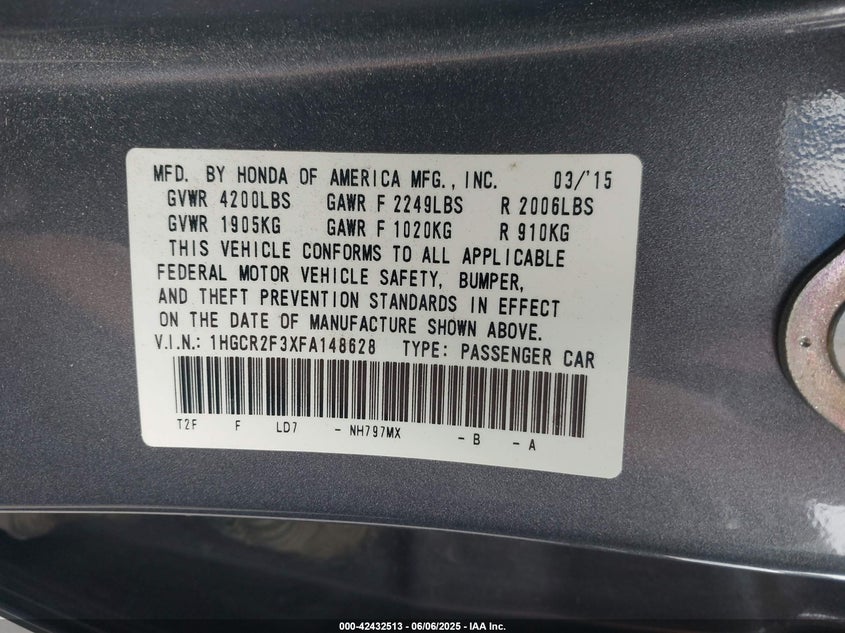 MFD. BY HONDA OF AMERICA MFG., INC. 03/'15
GVWR 4200LBS GAWR F 2249LBS R 2006LBS
GVWR 1905KG GAWR F 1020KG R 910KG
THIS VEHICLE CONFORMS TO ALL APPLICABLE
FEDERAL MOTOR VEHICLE SAFETY, BUMPER,
AND THEFT PREVENTION STANDARDS IN EFFECT
ON THE DATE OF MANUFACTURE SHOWN ABOVE.
V.I.N.: 1HGCR2F3XFA148628 TYPE: PASSENGER CAR
T2F F LD7 - NH797MX - B - A
000-42432513 - 06/06/2025 - IAA Inc.